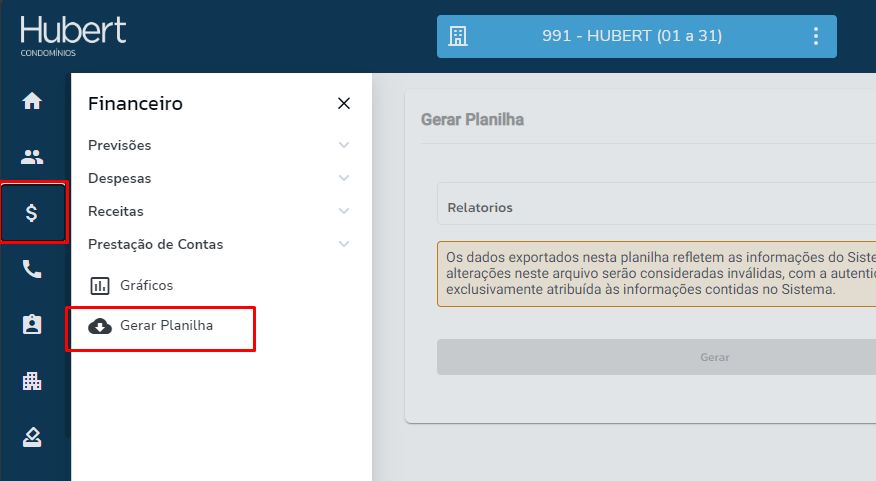 Hubert
CONDOMÍNIOS
991 - HUBERT (01 a 31)
Financeiro
Previsões
Despesas
Receitas
Prestação de Contas
Gráficos
Gerar Planilha
Gerar Planilha
Relatorios
Os dados exportados nesta planilha refletem as informações do Siste
alterações neste arquivo serão consideradas inválidas, com a autentic
exclusivamente atribuída às informações contidas no Sistema.
Gerar